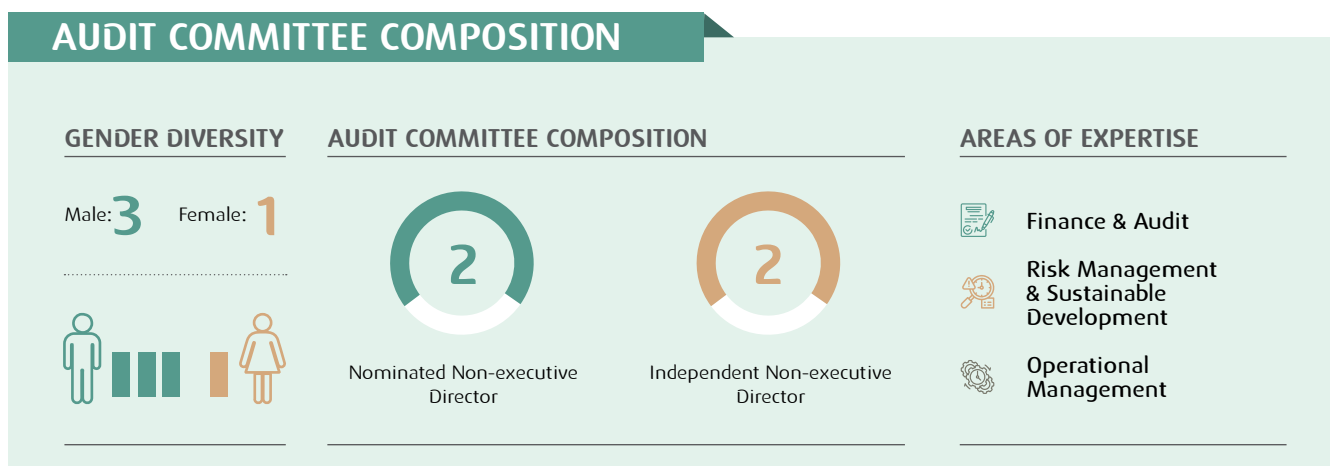 AUDIT COMMITTEE COMPOSITION
GENDER DIVERSITY
Male: 3 Female: 1
AUDIT COMMITTEE COMPOSITION
2
Nominated Non-executive
Director
2
Independent Non-executive
Director
AREAS OF EXPERTISE
Finance & Audit
Risk Management
& Sustainable
Development
Operational
Management